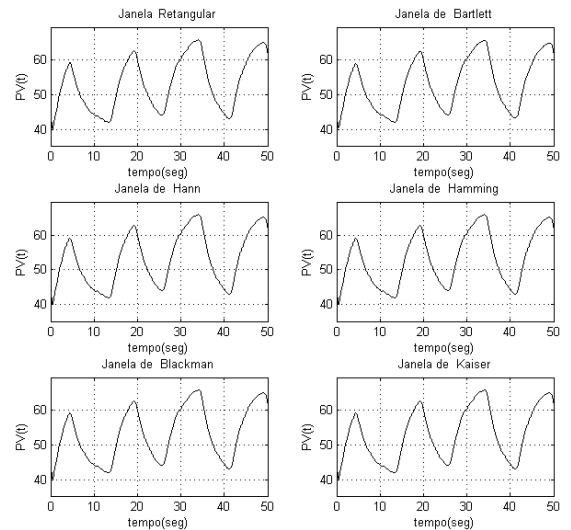 Janela Retangular
PV(t)
60
50
40
0 10 20 30 40 50
tempo(seg)
Janela de Bartlett
PV(t)
60
50
40
0 10 20 30 40 50
tempo(seg)
Janela de Hann
PV(t)
60
50
40
0 10 20 30 40 50
tempo(seg)
Janela de Hamming
PV(t)
60
50
40
0 10 20 30 40 50
tempo(seg)
Janela de Blackman
PV(t)
60
50
40
0 10 20 30 40 50
tempo(seg)
Janela de Kaiser
PV(t)
60
50
40
0 10 20 30 40 50
tempo(seg)